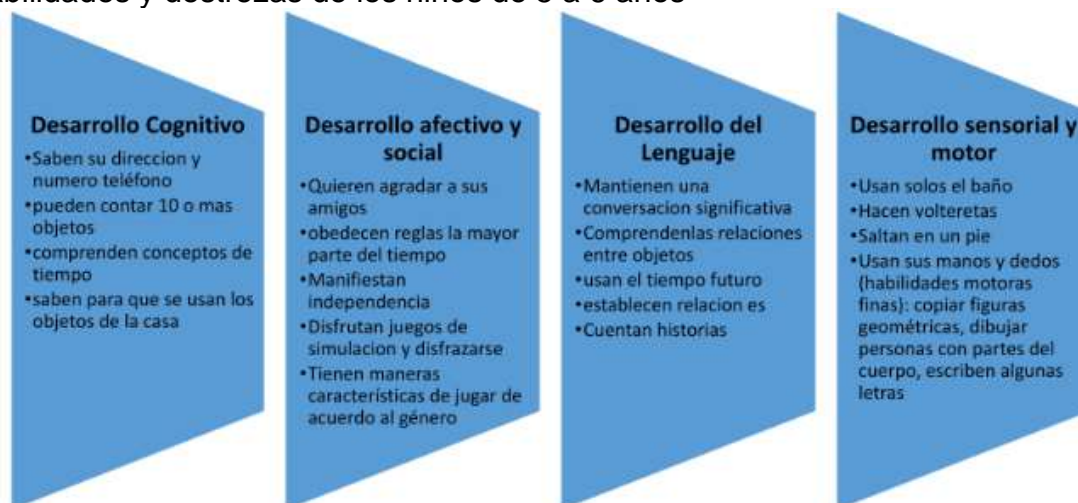 destrezas de los niños de
Desarrollo Cognitivo
•Saben su direccion y
numero teléfono
•pueden contar 10 o mas
objetos
•comprenden conceptos de
tiempo
•saben para que se usan los
objetos de la casa
Desarrollo afectivo y
social
•Quieren agradar a sus
amigos
•obedecen reglas la mayor
parte del tiempo
•Manifiestan
independencia
•Disfrutan juegos de
simulacion y disfrazarse
•Tienen maneras
características de jugar de
acuerdo al género
Desarrollo del
Lenguaje
•Mantienen una
conversacion significativa
•Comprendenlas relaciones
entre objetos
•usan el tiempo futuro
•establecen relacion es
•Cuentan historias
Desarrollo sensorial y
motor
•Usan solos el baño
•Hacen volteretas
•Saltan en un pie
•Usan sus manos y dedos
(habilidades motoras
finas): copiar figuras
geométricas, dibujar
personas con partes del
cuerpo, escriben algunas
letras